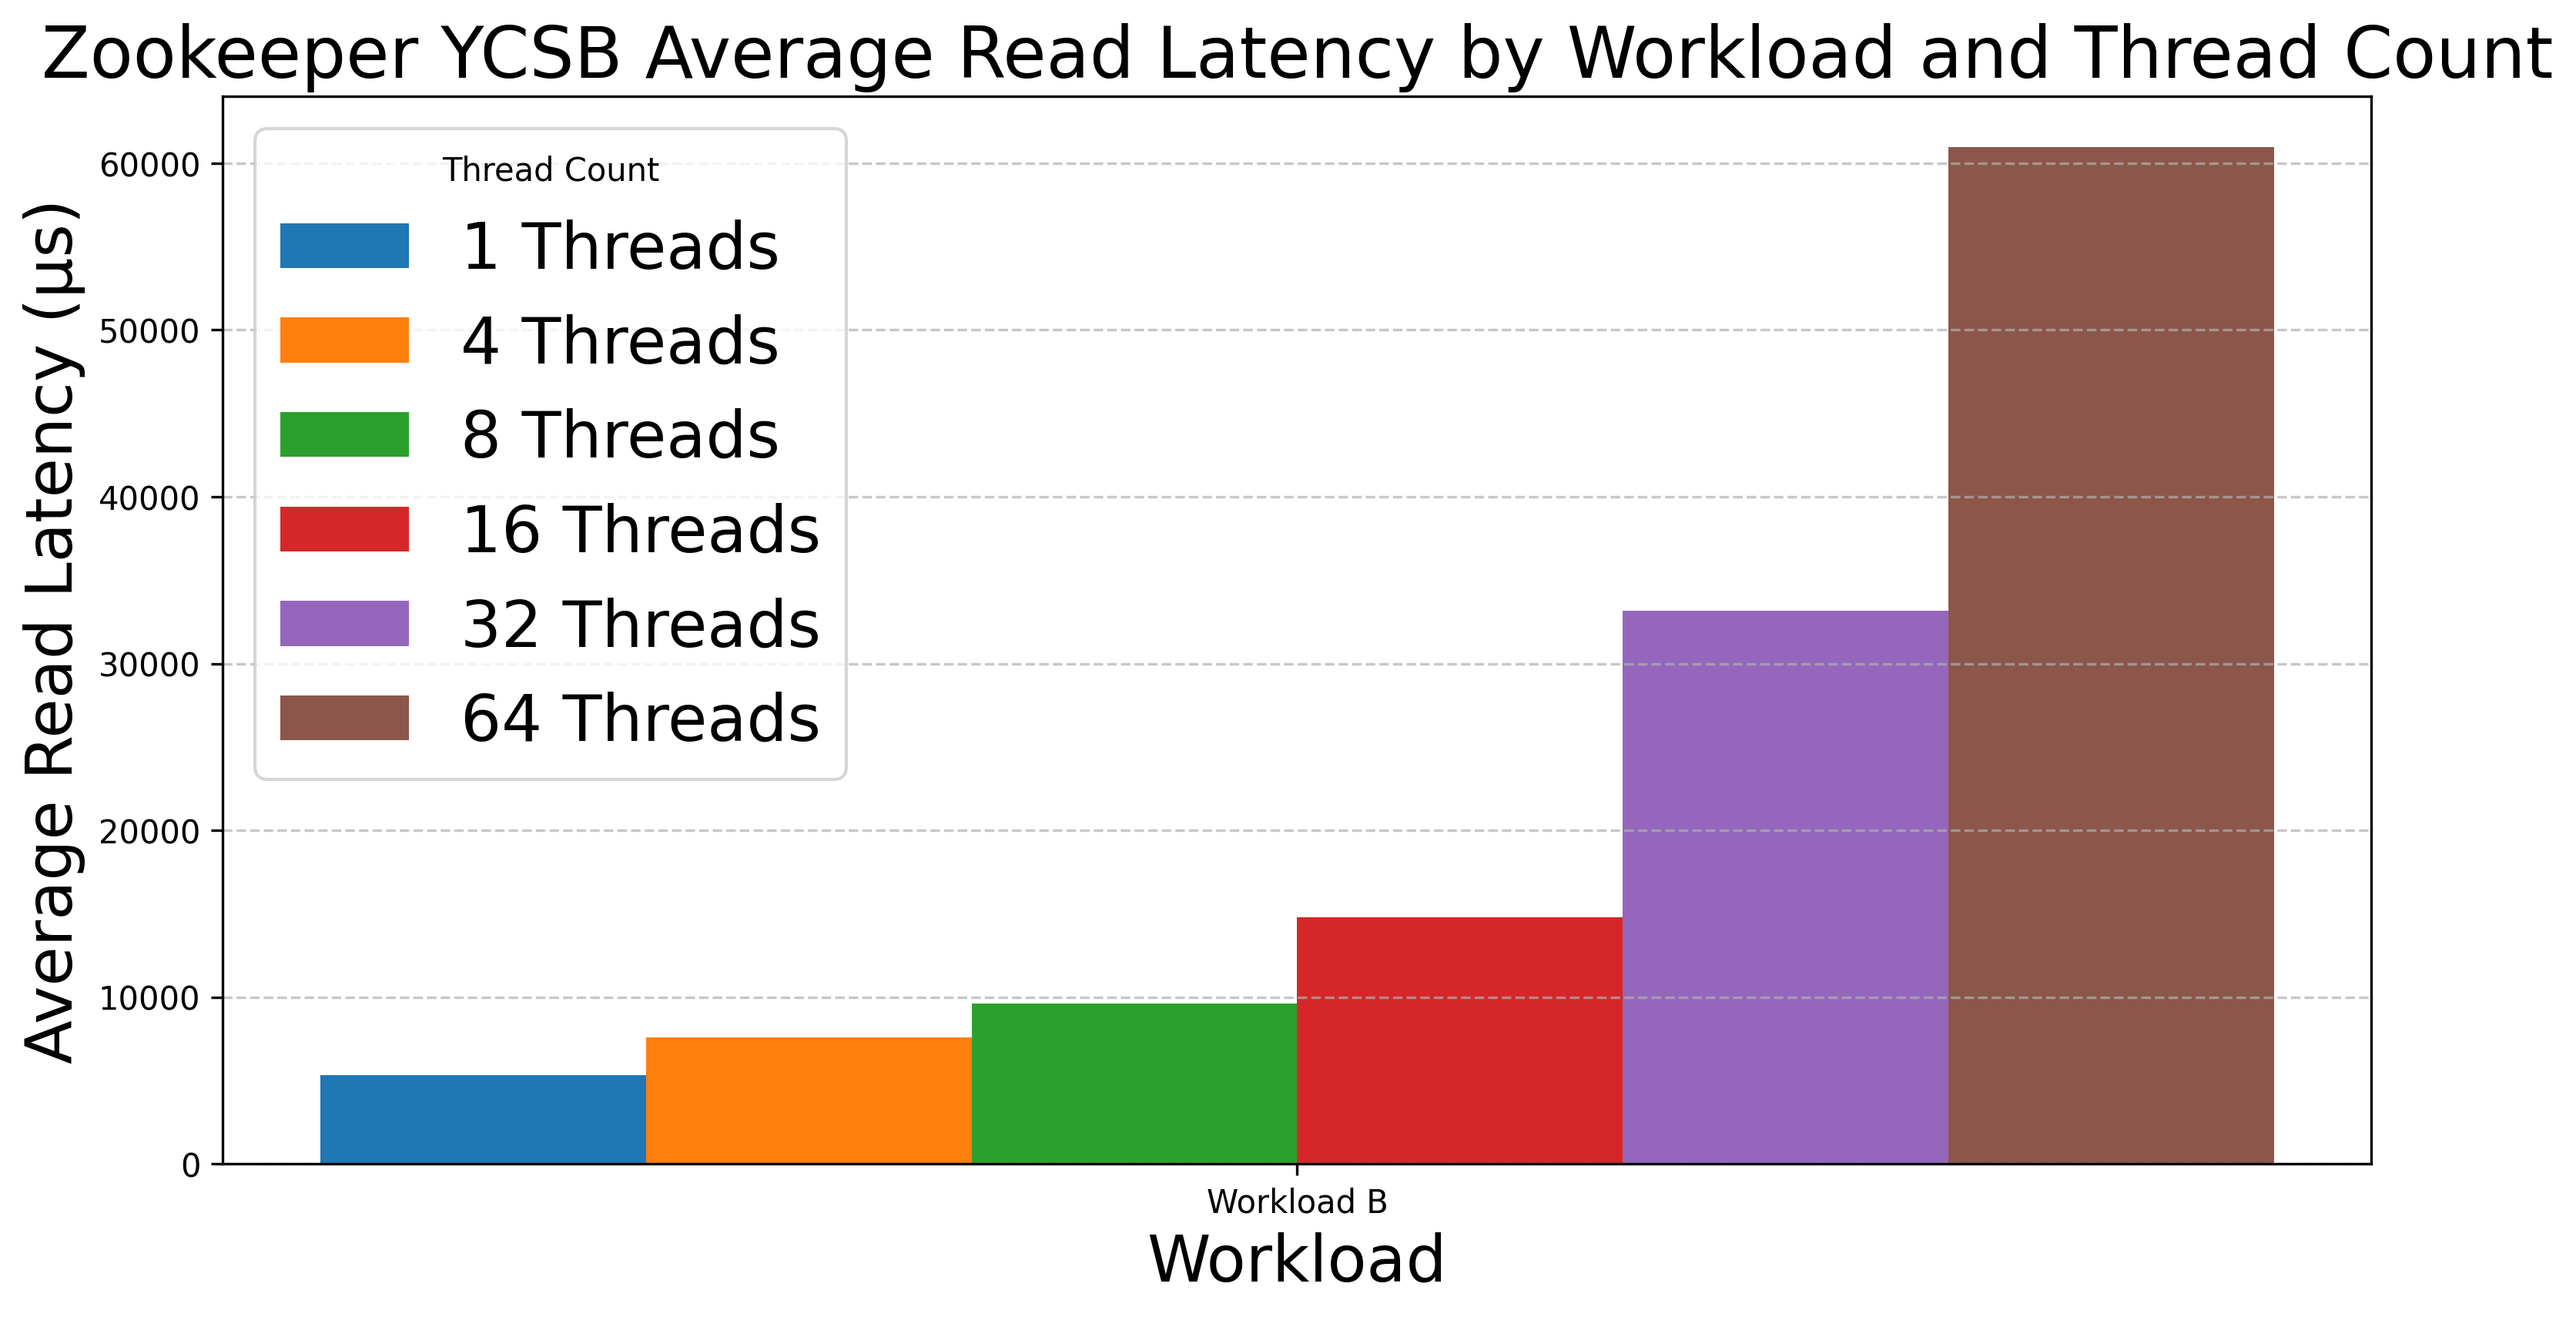 Zookeeper YCSB Average Read Latency by Workload and Thread Count
Average Read Latency (µs)
60000
50000
40000
30000
20000
10000
0
Thread Count
1 Threads
4 Threads
8 Threads
16 Threads
32 Threads
64 Threads
Workload B
Workload